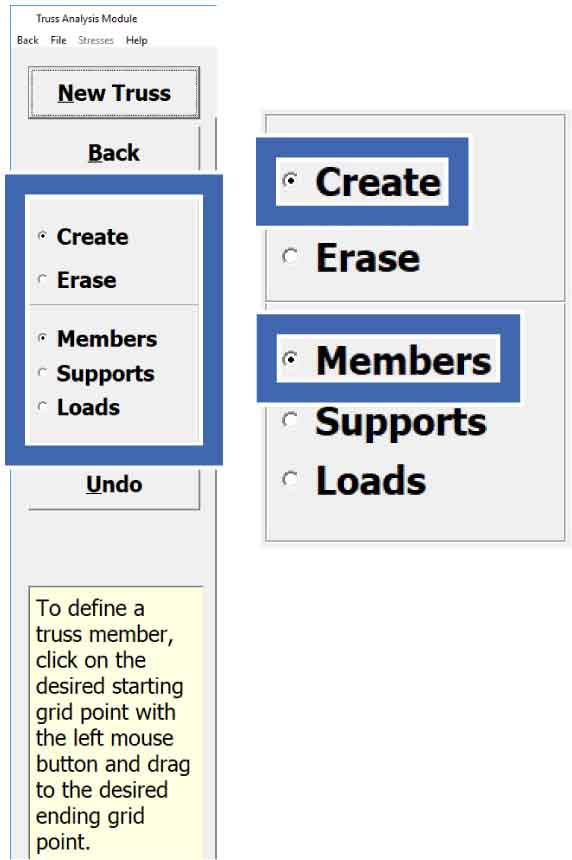 Truss Analysis Module
Back File Stresses Help
New Truss
Back
Create
Erase
Members
Supports
Loads
Undo
To define a
truss member,
click on the
desired starting
grid point with
the left mouse
button and drag
to the desired
ending grid
point.
Create
Erase
Members
Supports
Loads